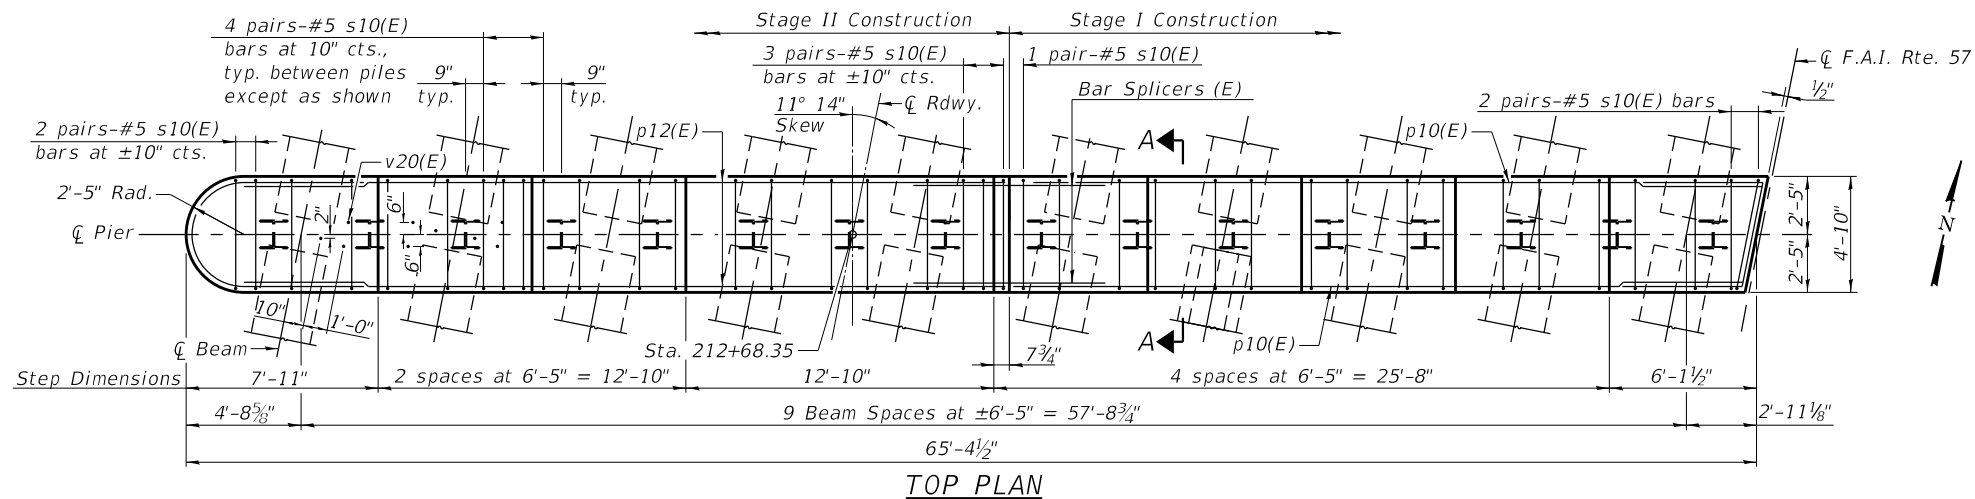 Stage II Construction
Stage I Construction
4 pairs-#5 s10(E)
bars at 10" cts.,
typ. between piles
except as shown
9"
typ.
9"
typ.
3 pairs-#5 s10(E)
bars at ±10" cts.
1 pair-#5 s10(E)
℄ F.A.I. Rte. 57
½"
Bar Splicers (E)
11° 14"
Skew
℄ Rdwy.
2 pairs-#5 s10(E) bars
2 pairs-#5 s10(E)
bars at ±10" cts.
p12(E)
A
p10(E)
v20(E)
2'-5" Rad.
2"
6"
6"
℄ Pier
2'-5"
2'-5"
4'-10"
N
10"
1'-0"
℄ Beam
Sta. 212+68.35
7¾"
A
p10(E)
Step Dimensions
7'-11"
2 spaces at 6'-5" = 12'-10"
12'-10"
4 spaces at 6'-5" = 25'-8"
6'-1½"
4'-8⅝"
9 Beam Spaces at ±6'-5" = 57'-8¾"
2'-11⅛"
65'-4½"
TOP PLAN